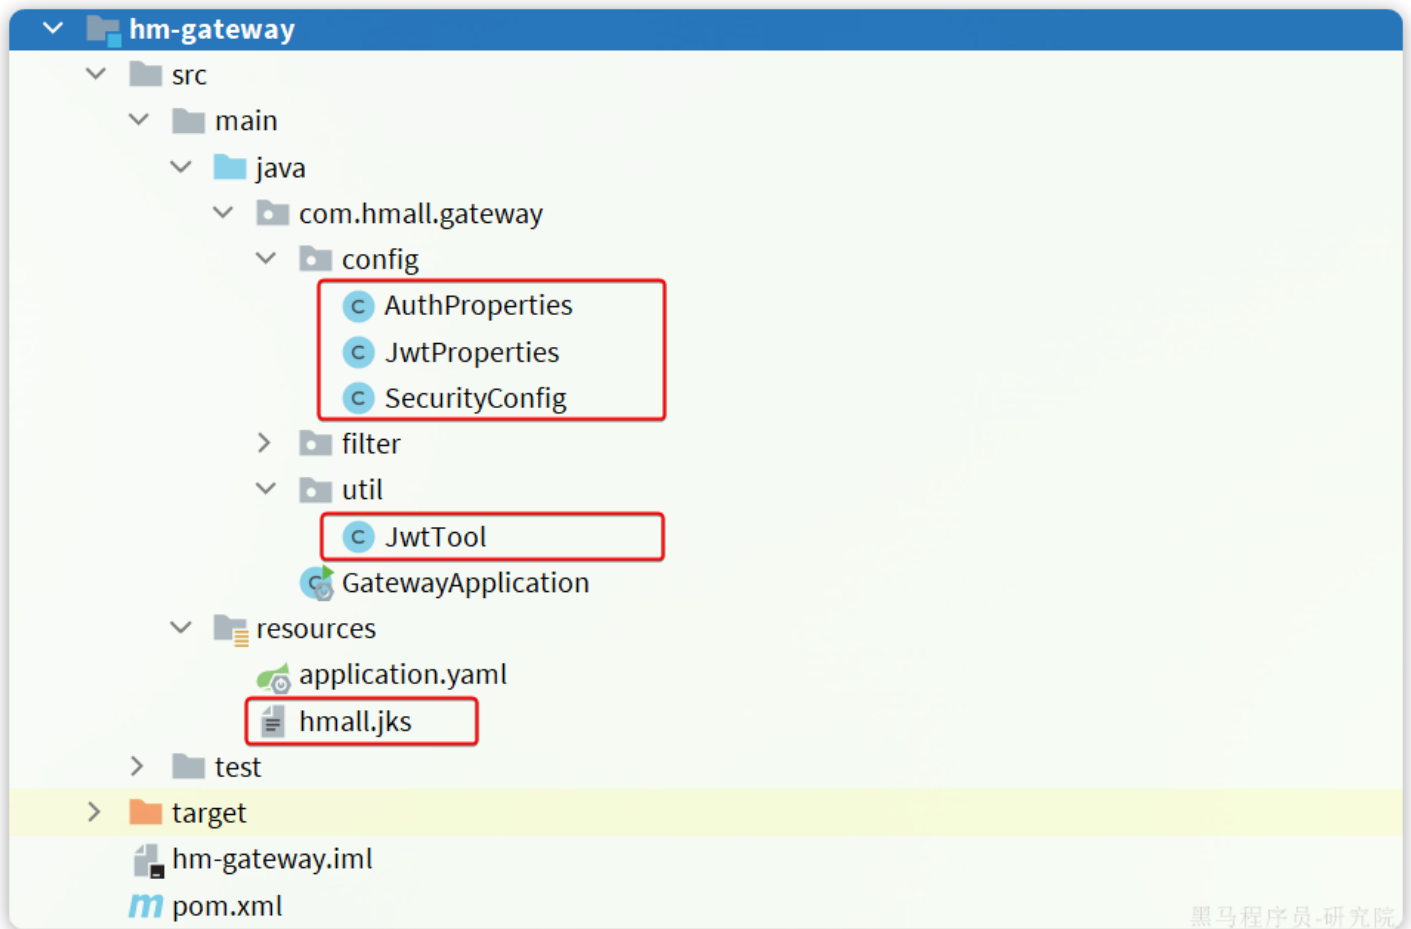 hm-gateway
src
main
java
com.hmall.gateway
config
C AuthProperties
C JwtProperties
C SecurityConfig
filter
util
C JwtTool
C GatewayApplication
resources
application.yaml
hmall.jks
test
target
hm-gateway.iml
m pom.xml
黑马程序员-研究院